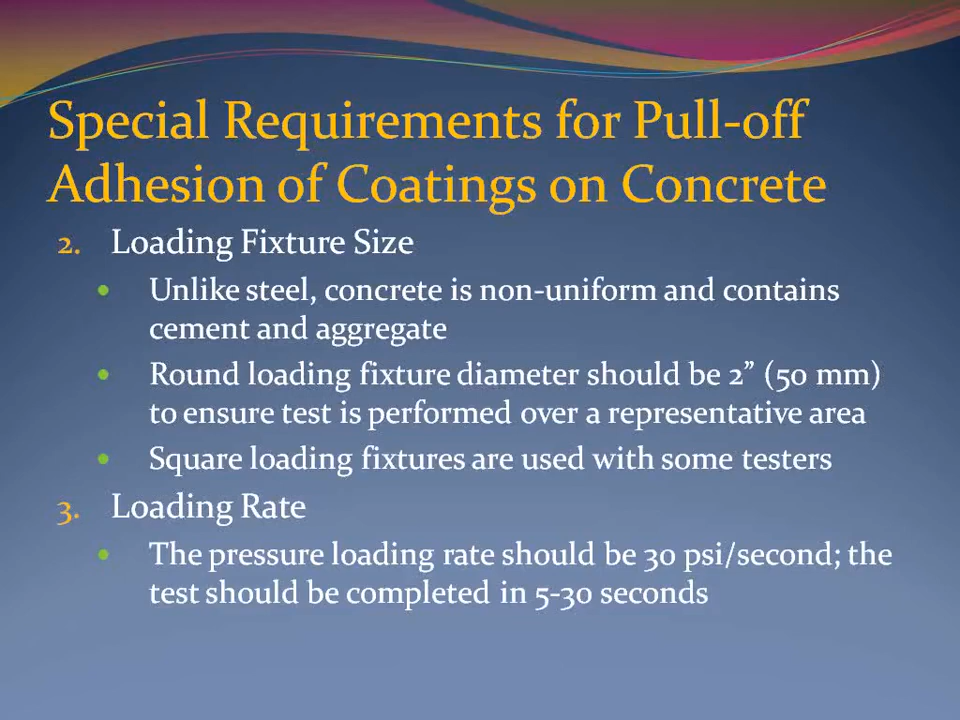 Special Requirements for Pull-off
Adhesion of Coatings on Concrete
2. Loading Fixture Size
• Unlike steel, concrete is non-uniform and contains
cement and aggregate
• Round loading fixture diameter should be 2” (50 mm)
to ensure test is performed over a representative area
• Square loading fixtures are used with some testers
3. Loading Rate
• The pressure loading rate should be 30 psi/second; the
test should be completed in 5-30 seconds